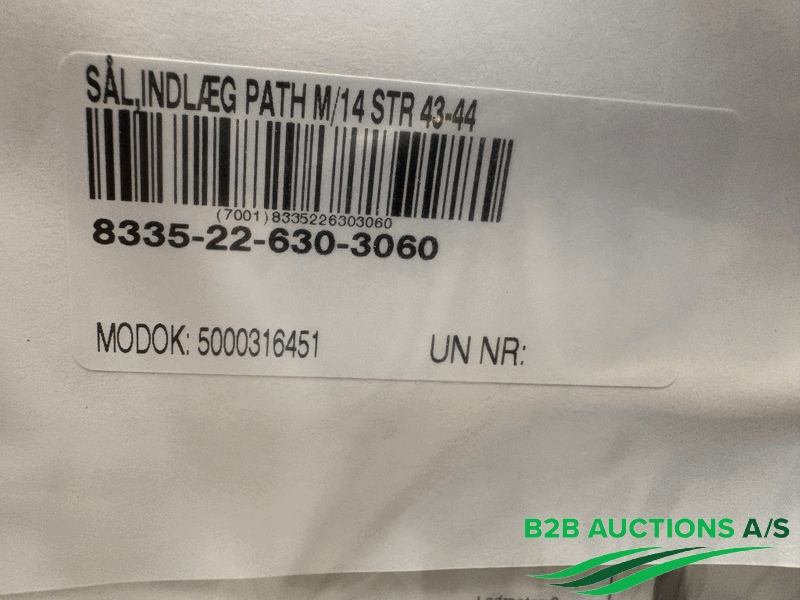 SÅL,INDLÆG PATH M/14 STR 43-44
(7001)8335226303060
8335-22-630-3060
MODOK: 5000316451 UN NR:
B2B AUCTIONS A/S